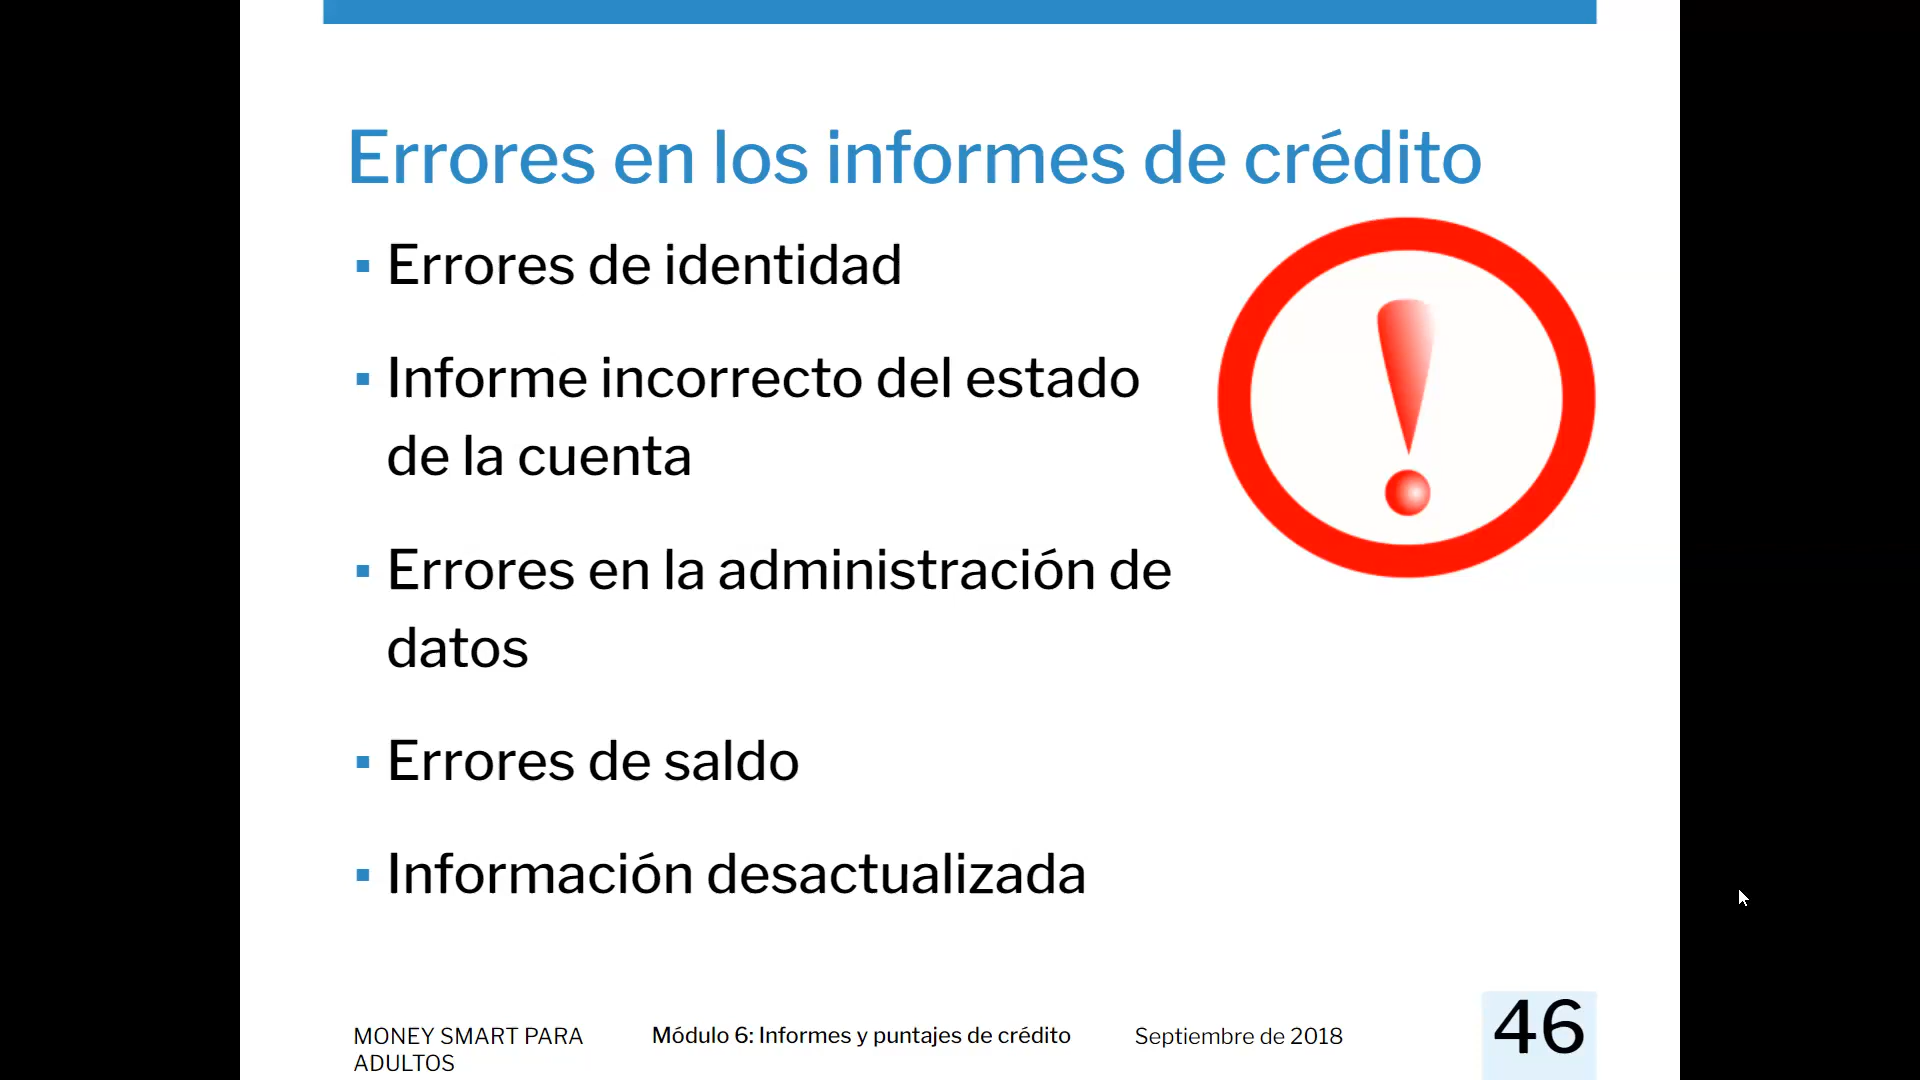 Errores en los informes de crédito
▪ Errores de identidad
▪ Informe incorrecto del estado
de la cuenta
▪ Errores en la administración de
datos
▪ Errores de saldo
▪ Información desactualizada
MONEY SMART PARA
ADULTOS
Módulo 6: Informes y puntajes de crédito
Septiembre de 2018
46